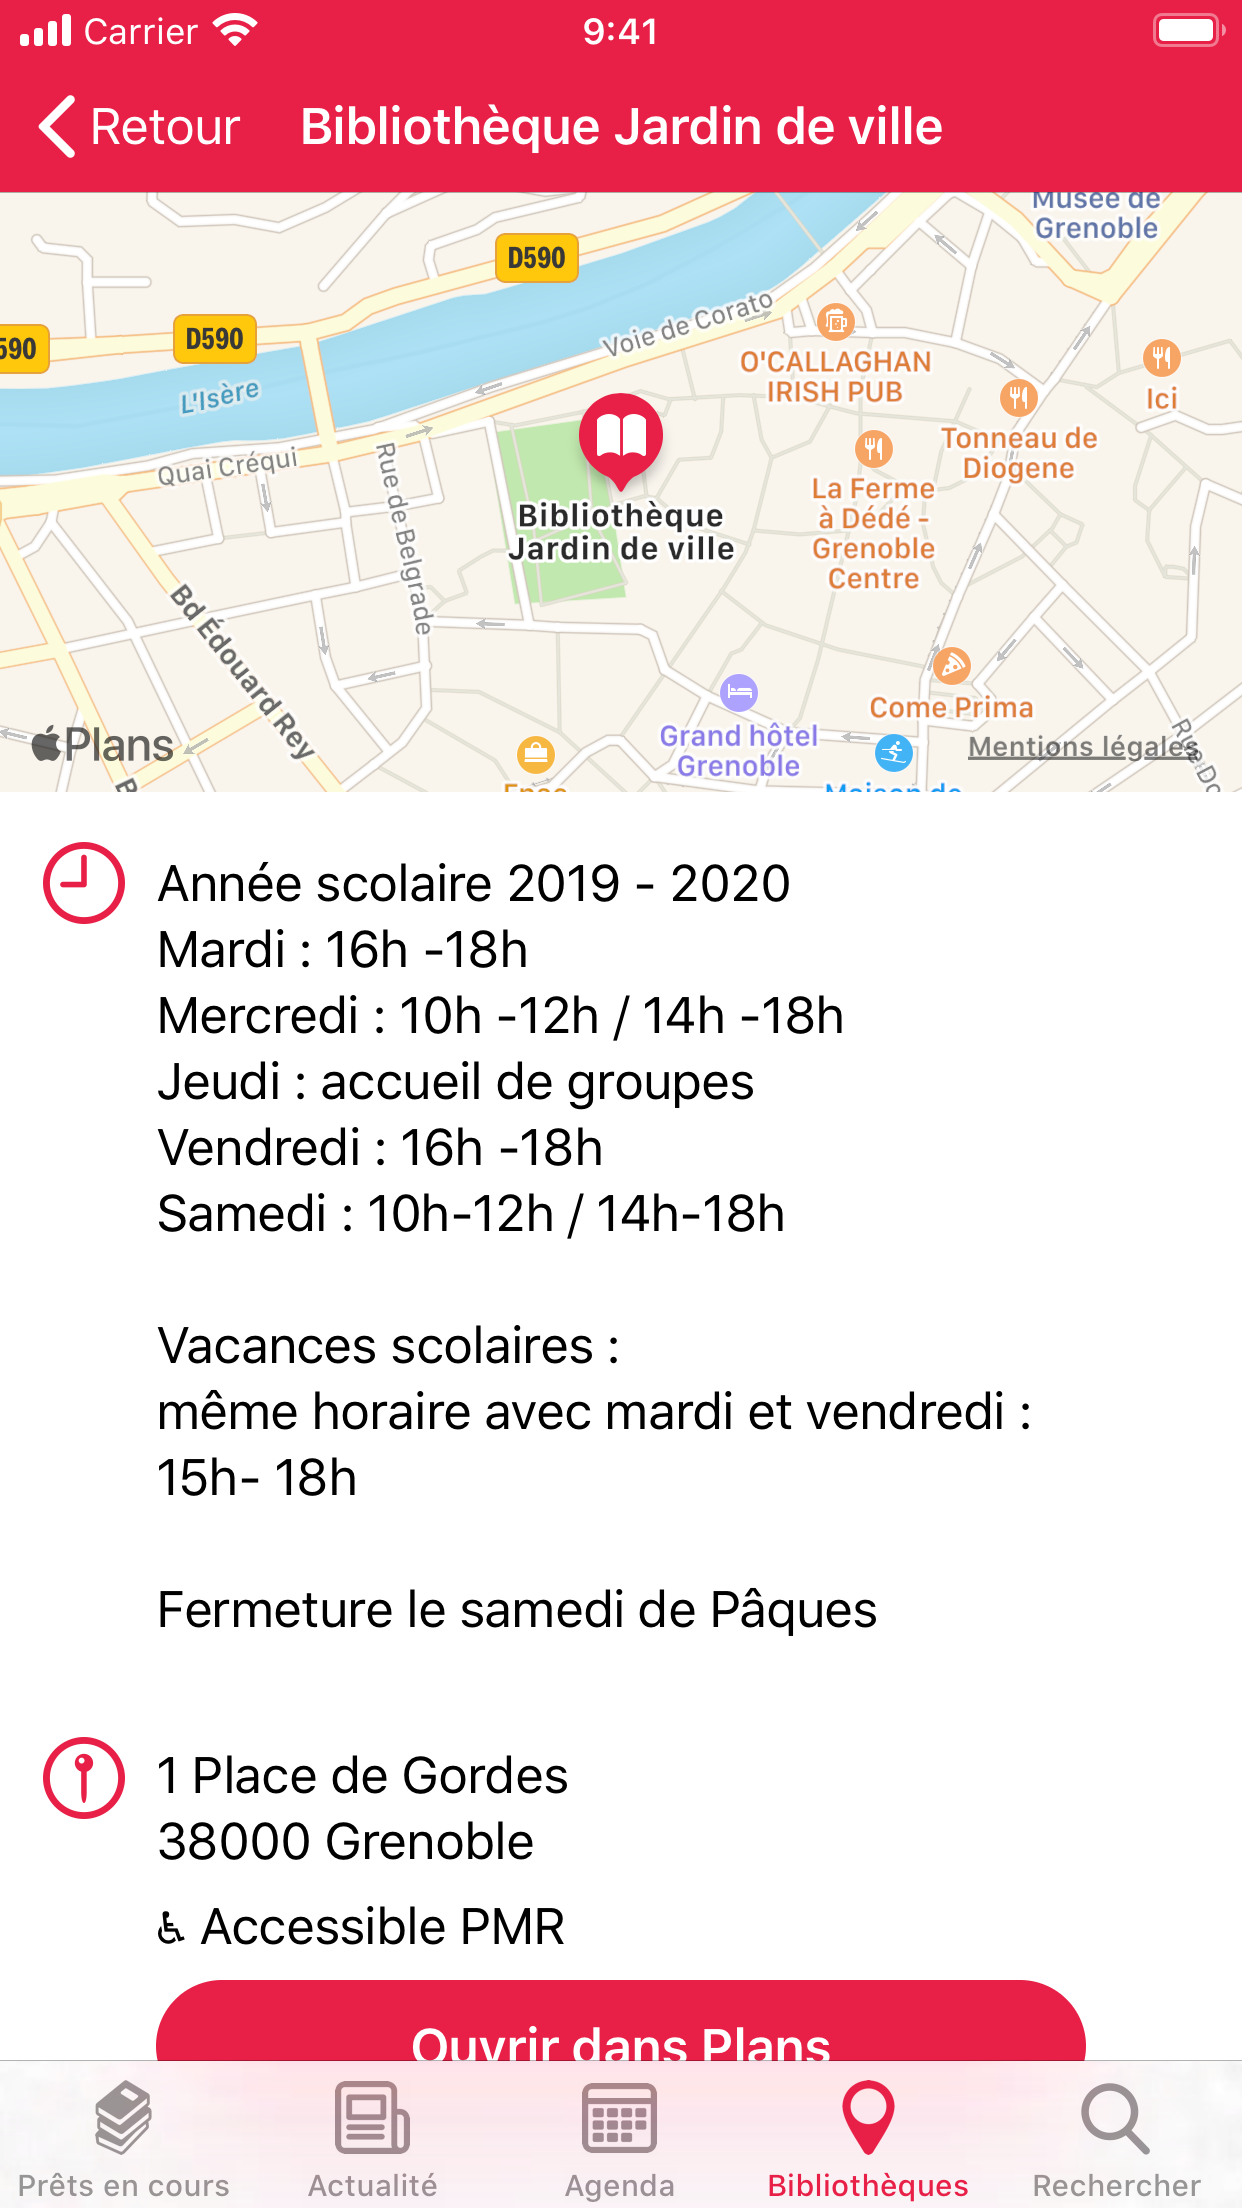 Carrier 9:41
Retour Bibliothèque Jardin de ville
Musée de
Grenoble
D590
D590
590
L'Isère
Voie de Corato
Quai Créqui
Rue de Belgrade
Bd Édouard Rey
O'CALLAGHAN
IRISH PUB
Ici
Tonneau de
Diogene
La Ferme
à Dédé -
Grenoble
Centre
Bibliothèque
Jardin de ville
Come Prima
Grand hôtel
Grenoble
Plans
Mentions légales
Maison de
Année scolaire 2019 - 2020
Mardi : 16h -18h
Mercredi : 10h -12h / 14h -18h
Jeudi : accueil de groupes
Vendredi : 16h -18h
Samedi : 10h-12h / 14h-18h
Vacances scolaires :
même horaire avec mardi et vendredi :
15h- 18h
Fermeture le samedi de Pâques
1 Place de Gordes
38000 Grenoble
♿ Accessible PMR
Ouvrir dans Plans
Prêts en cours Actualité Agenda Bibliothèques Rechercher